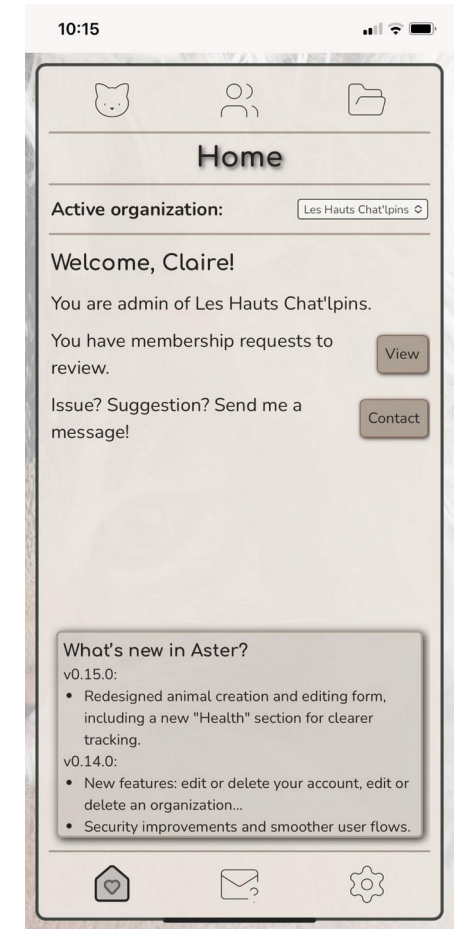 10:15
Home
Active organization:
Les Hauts Chat'lpins
Welcome, Claire!
You are admin of Les Hauts Chat'lpins.
You have membership requests to
review.
View
Issue? Suggestion? Send me a
message!
Contact
What's new in Aster?
v0.15.0:
• Redesigned animal creation and editing form,
including a new "Health" section for clearer
tracking.
v0.14.0:
• New features: edit or delete your account, edit or
delete an organization...
• Security improvements and smoother user flows.